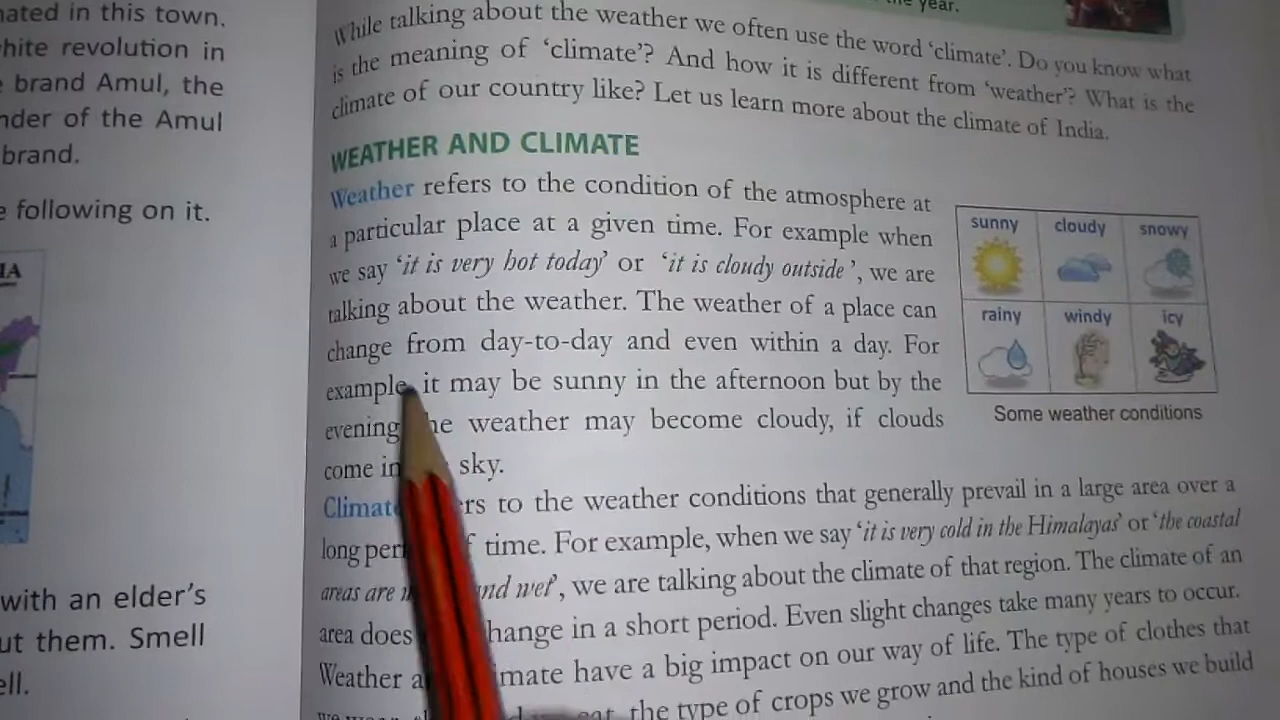 ated in this town.
hite revolution in
brand Amul, the
nder of the Amul
brand.
following on it.
IA
with an elder's
ut them. Smell
ell.
the year.
While talking about the weather we often use the word 'climate'. Do you know what
is the meaning of 'climate'? And how it is different from 'weather'? What is the
climate of our country like? Let us learn more about the climate of India.
WEATHER AND CLIMATE
Weather refers to the condition of the atmosphere at
a particular place at a given time. For example when
we say 'it is very hot today' or 'it is cloudy outside', we are
talking about the weather. The weather of a place can
change from day-to-day and even within a day. For
example, it may be sunny in the afternoon but by the
evening he weather may become cloudy, if clouds
come in sky.
sunny cloudy snowy
rainy windy icy
Some weather conditions
Climate rs to the weather conditions that generally prevail in a large area over a
long per f time. For example, when we say 'it is very cold in the Himalayas' or 'the coastal
areas are nd wet', we are talking about the climate of that region. The climate of an
area does hange in a short period. Even slight changes take many years to occur.
Weather a imate have a big impact on our way of life. The type of clothes that
eat, the type of crops we grow and the kind of houses we build